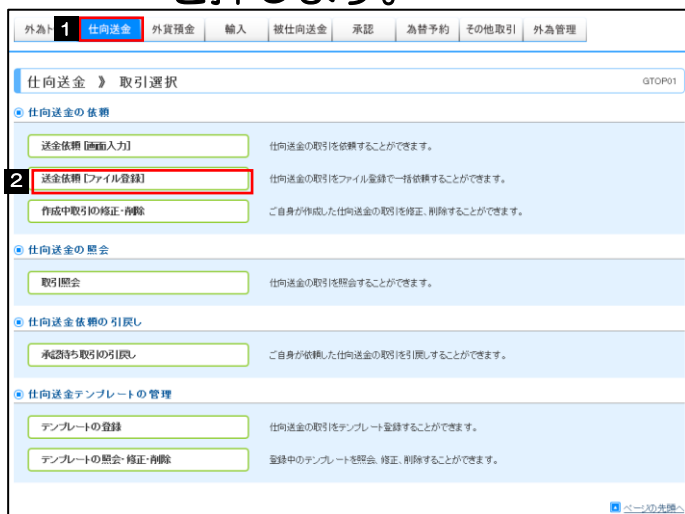 を押します。
外為ト 1 仕向送金 外貨預金 輸入 被仕向送金 承認 為替予約 その他取引 外為管理
仕向送金 》 取引選択 GTOP01
仕向送金の依頼
送金依頼[画面入力] 仕向送金の取引を依頼することができます。
2 送金依頼[ファイル登録] 仕向送金の取引をファイル登録で一括依頼することができます。
作成中取引の修正・削除 ご自身が作成した仕向送金の取引を修正、削除することができます。
仕向送金の照会
取引照会 仕向送金の取引を照会することができます。
仕向送金依頼の引戻し
承認待ち取引の引戻し ご自身が依頼した仕向送金の取引を引戻しすることができます。
仕向送金テンプレートの管理
テンプレートの登録 仕向送金の取引をテンプレート登録することができます。
テンプレートの照会・修正・削除 登録中のテンプレートを照会、修正、削除することができます。
ページの先頭へ